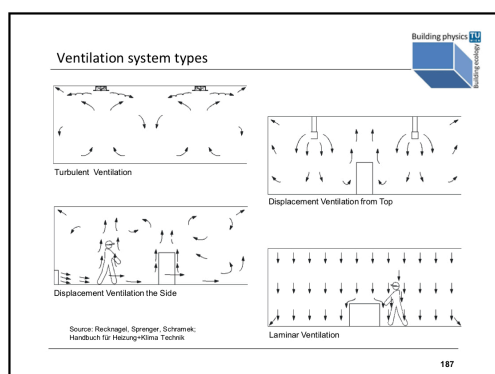 Building physics TU
Building ecology
Ventilation system types
Turbulent Ventilation
Displacement Ventilation from Top
Displacement Ventilation the Side
Laminar Ventilation
Source: Recknagel, Sprenger, Schramek;
Handbuch für Heizung+Klima Technik
187